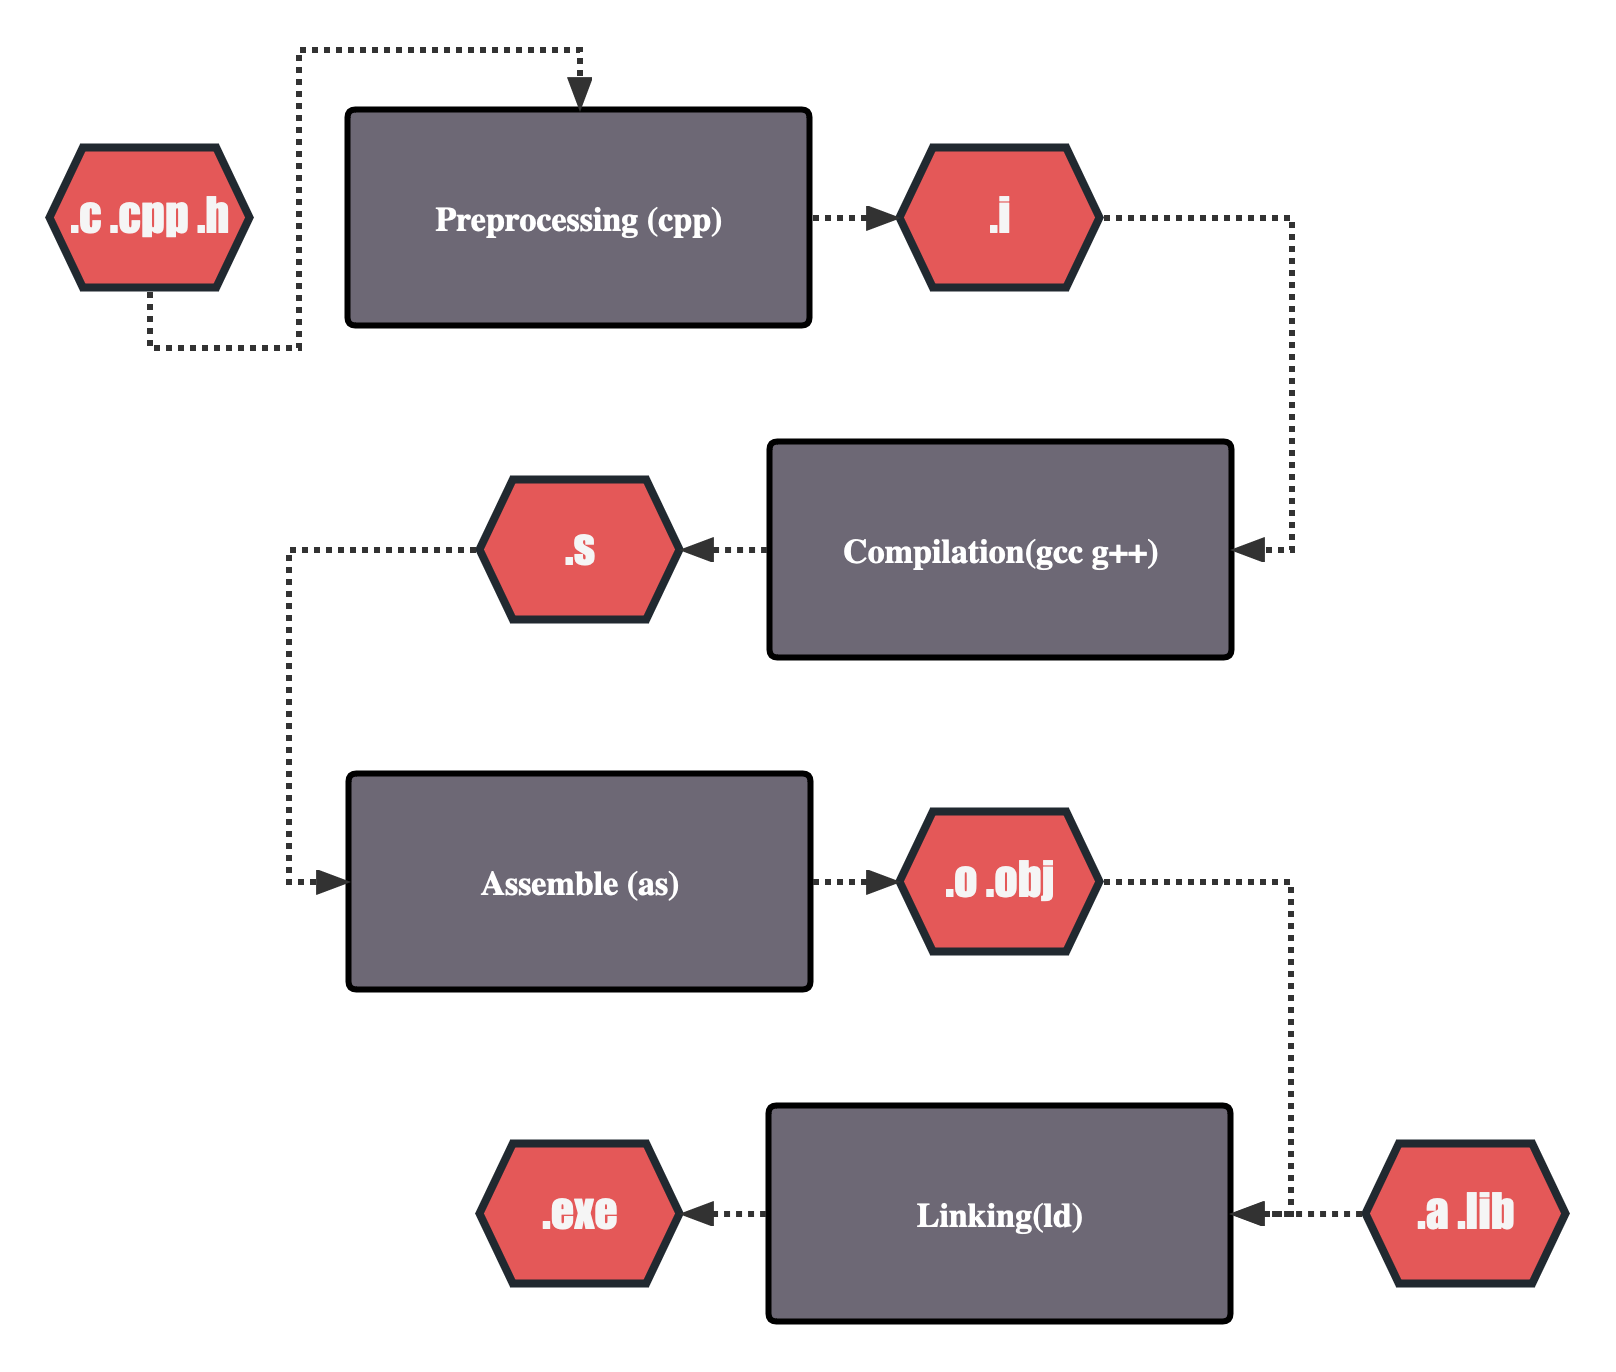 .c .cpp .h
Preprocessing (cpp)
.i
.s
Compilation(gcc g++)
Assemble (as)
.o .obj
.exe
Linking(ld)
.a .lib